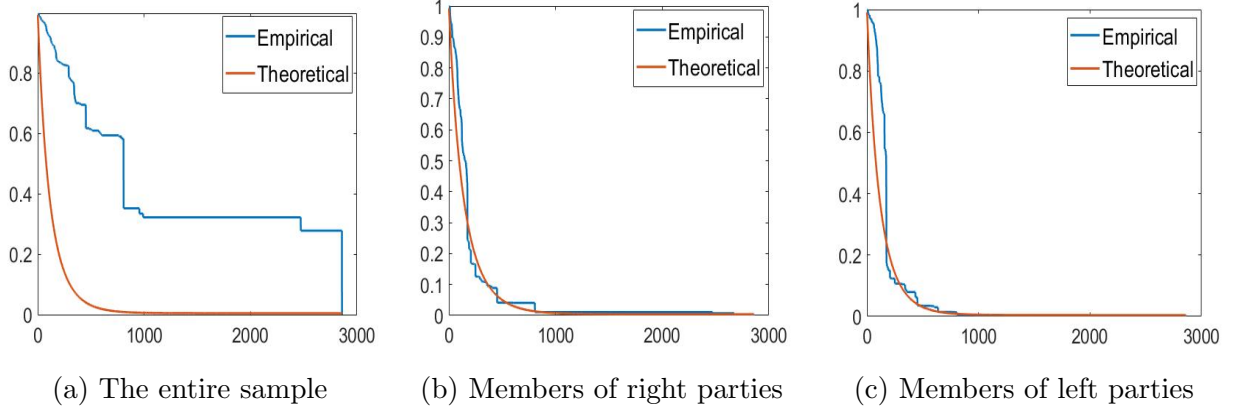 Empirical
Theoretical
0.8
0.6
0.4
0.2
0
0 1000 2000 3000
(a) The entire sample
1
0.9
0.8
0.7
0.6
0.5
0.4
0.3
0.2
0.1
0
Empirical
Theoretical
0 1000 2000 3000
(b) Members of right parties
1
0.8
0.6
0.4
0.2
0
Empirical
Theoretical
0 1000 2000 3000
(c) Members of left parties